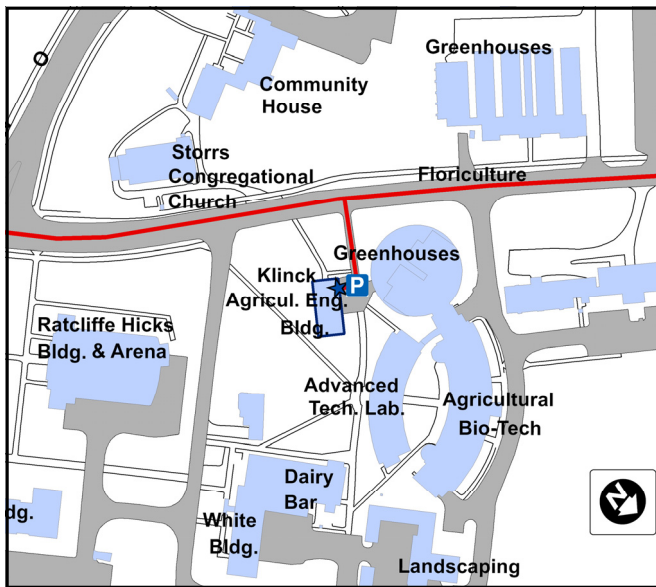 Greenhouses
Community
House
Storrs
Congregational
Church
Floriculture
Greenhouses
Klinck
Agricul. Eng.
Bldg.
P
Ratcliffe Hicks
Bldg. & Arena
Advanced
Tech. Lab.
Agricultural
Bio-Tech
Dairy
Bar
White
Bldg.
dg.
Landscaping
N